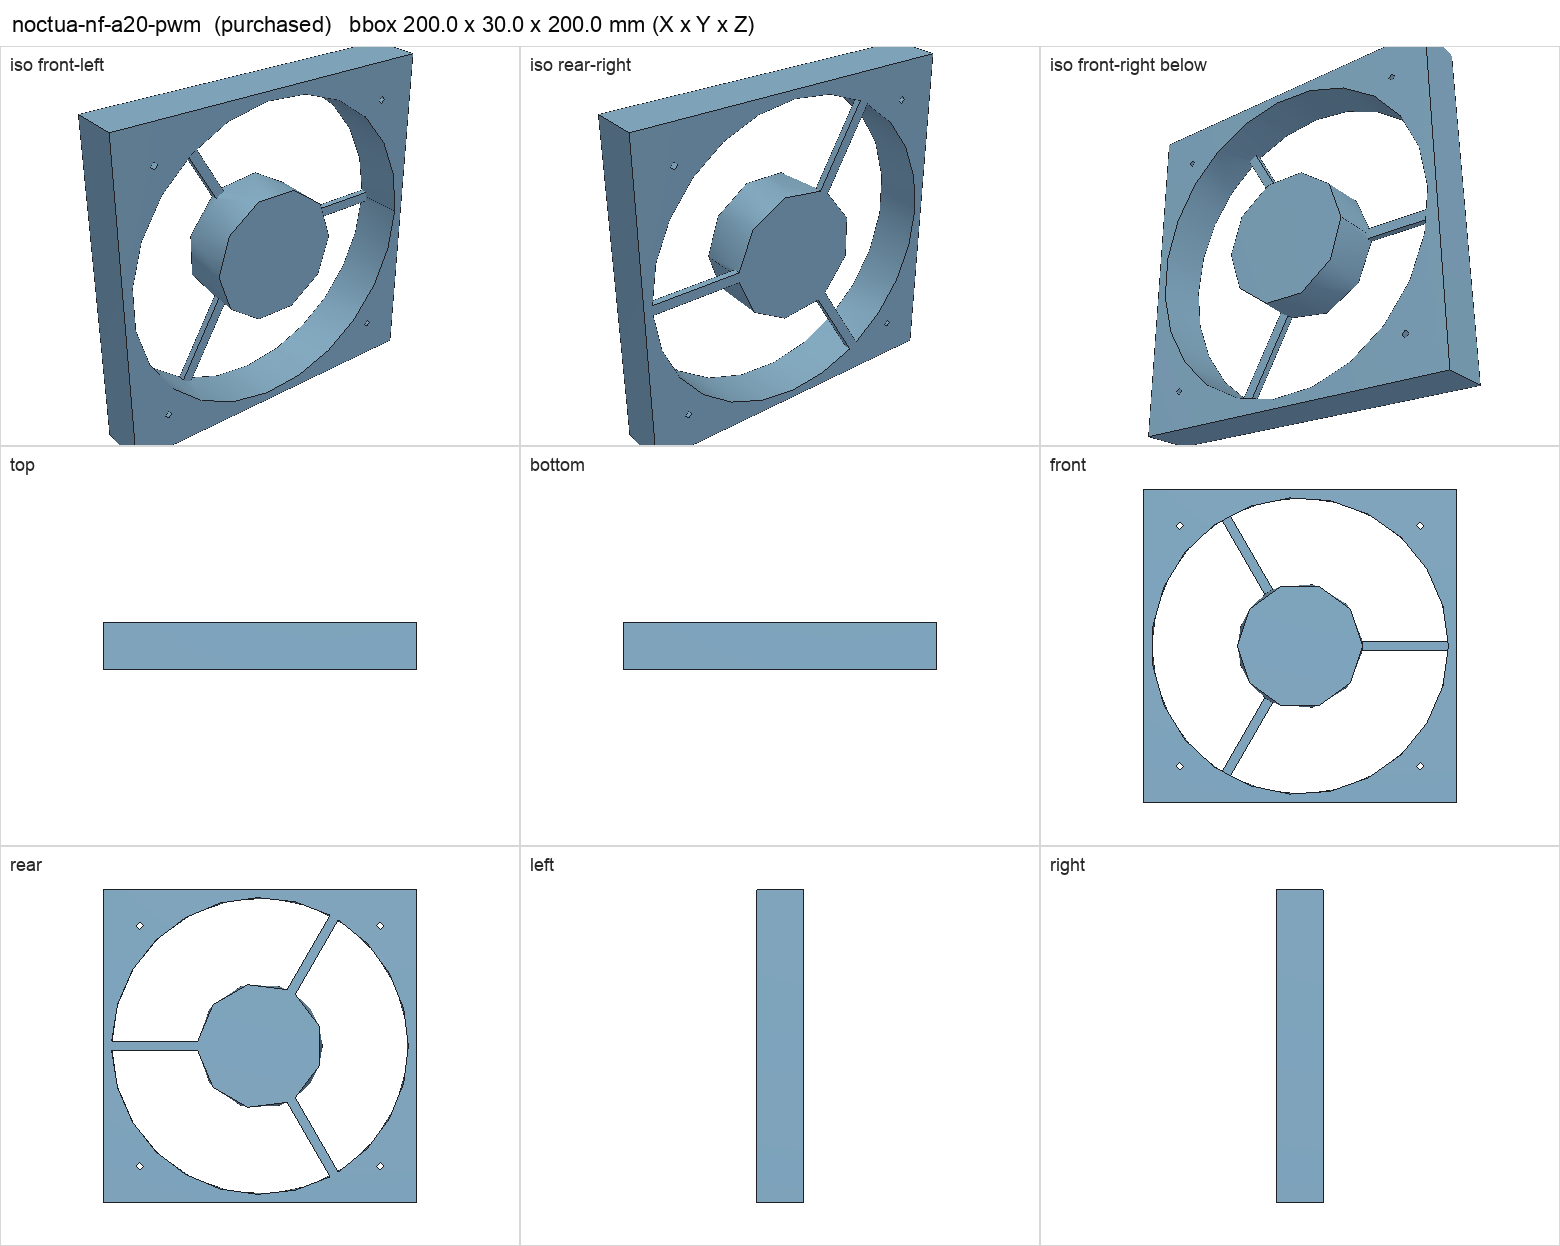 noctua-nf-a20-pwm (purchased) bbox 200.0 x 30.0 x 200.0 mm (X x Y x Z)
iso front-left
iso rear-right
iso front-right below
top
bottom
front
rear
left
right